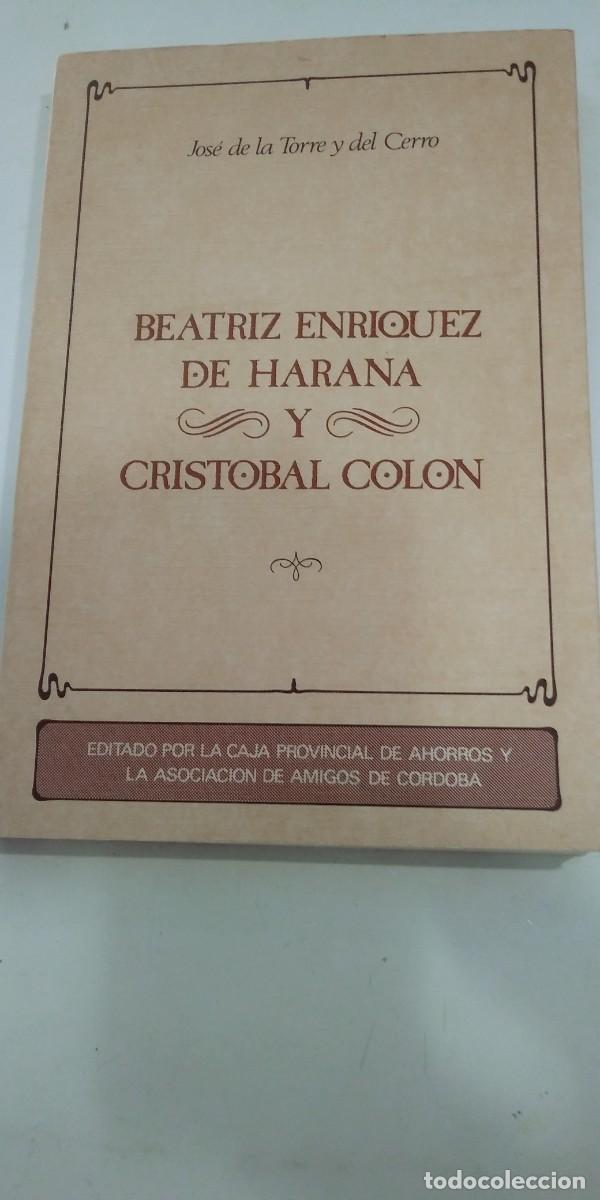 José de la Torre y del Cerro
BEATRIZ ENRIQUEZ
DE HARANA
Y
CRISTOBAL COLON
EDITADO POR LA CAJA PROVINCIAL DE AHORROS Y
LA ASOCIACION DE AMIGOS DE CORDOBA
todocoleccion